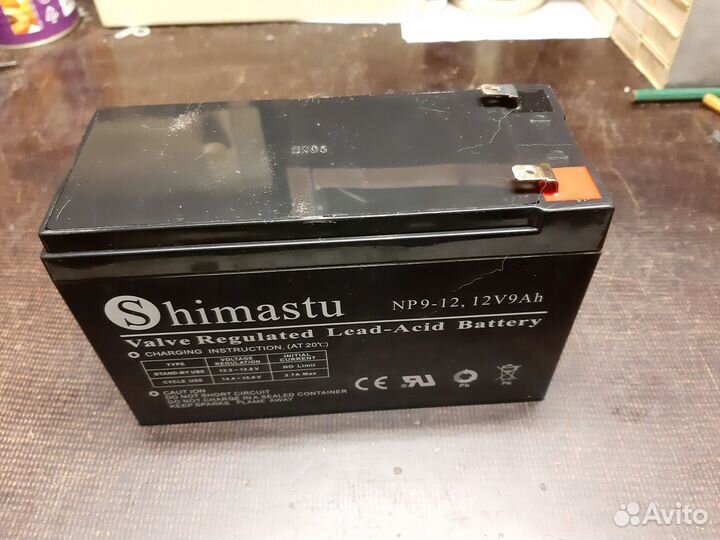 8205
Shimastu
NP9-12, 12V9Ah
Valve Regulated Lead-Acid Battery
CHARGING INSTRUCTION. (AT 20℃)
TYPE VOLTAGE REGULATION INITIAL CURRENT
STAND-BY USE 13.5 - 13.8 V NO Limit
CYCLE USE 14.4 - 15.0 V 2.7A Max
CAUTION
DO NOT SHORT CIRCUIT
DO NOT CHARGE IN A SEALED CONTAINER
KEEP SPARKS FLAME AWAY
CE
Pb
Pb
Avito